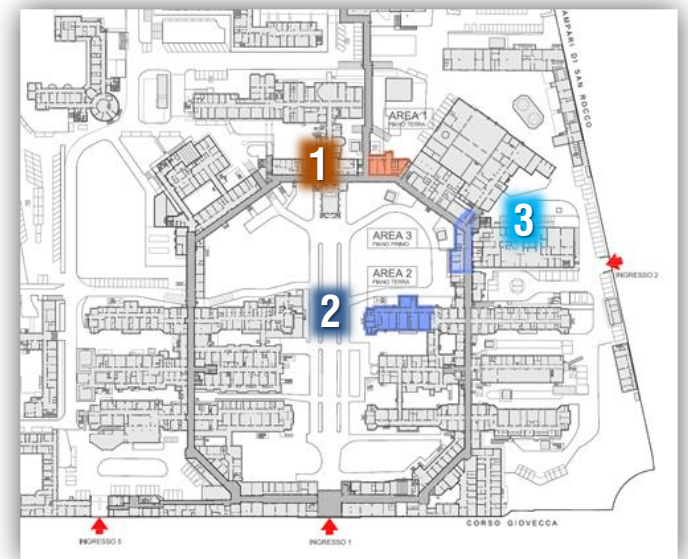 AMPARI DI SAN ROCCO
AREA 1
PIANO TERRA
1
3
AREA 3
PIANO PRIMO
AREA 2
PIANO TERRA
2
INGRESSO 2
CORSO GIOVECCA
INGRESSO 5
INGRESSO 1